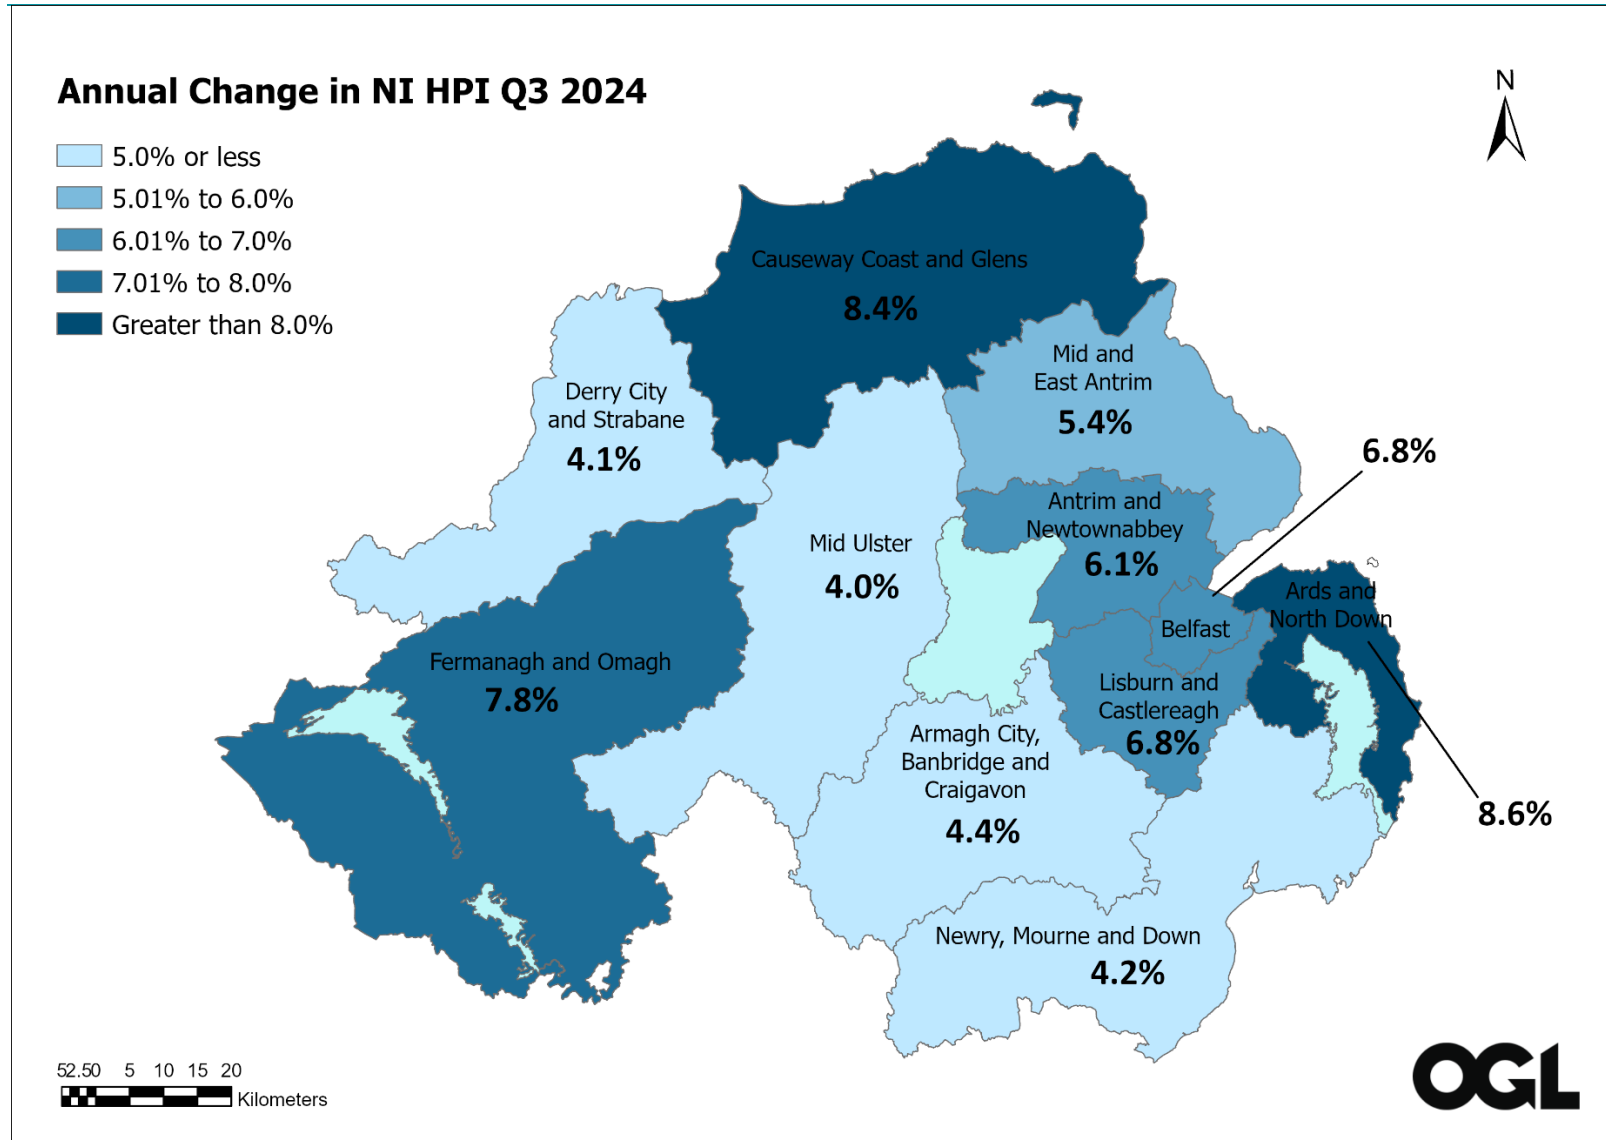 Annual Change in NI HPI Q3 2024
5.0% or less
5.01% to 6.0%
6.01% to 7.0%
7.01% to 8.0%
Greater than 8.0%
N
Causeway Coast and Glens
8.4%
Mid and
East Antrim
5.4%
Derry City
and Strabane
4.1%
6.8%
Antrim and
Newtownabbey
6.1%
Mid Ulster
4.0%
Ards and
North Down
Belfast
Fermanagh and Omagh
7.8%
Lisburn and
Castlereagh
6.8%
Armagh City,
Banbridge and
Craigavon
4.4%
8.6%
Newry, Mourne and Down
4.2%
52.50 5 10 15 20
Kilometers
OGL